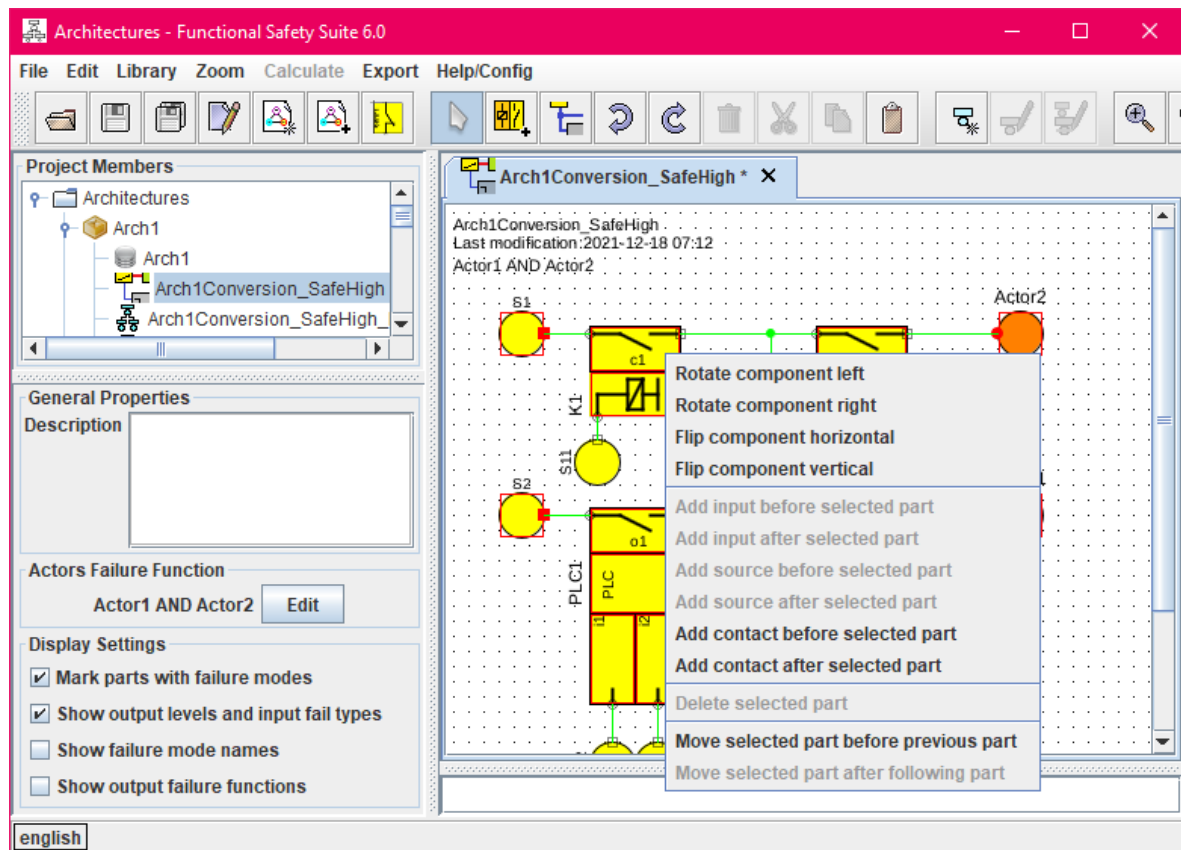 Architectures - Functional Safety Suite 6.0
File Edit Library Zoom Calculate Export Help/Config
Project Members
Architectures
Arch1
Arch1
Arch1Conversion_SafeHigh
Arch1Conversion_SafeHigh_
General Properties
Description
Actors Failure Function
Actor1 AND Actor2 Edit
Display Settings
Mark parts with failure modes
Show output levels and input fail types
Show failure mode names
Show output failure functions
english
Arch1Conversion_SafeHigh *
Arch1Conversion_SafeHigh
Last modification:2021-12-18 07:12
Actor1 AND Actor2
S1
Actor2
c1
K1
S11
S2
o1
PLC1
PLC
i1
i2
Rotate component left
Rotate component right
Flip component horizontal
Flip component vertical
Add input before selected part
Add input after selected part
Add source before selected part
Add source after selected part
Add contact before selected part
Add contact after selected part
Delete selected part
Move selected part before previous part
Move selected part after following part